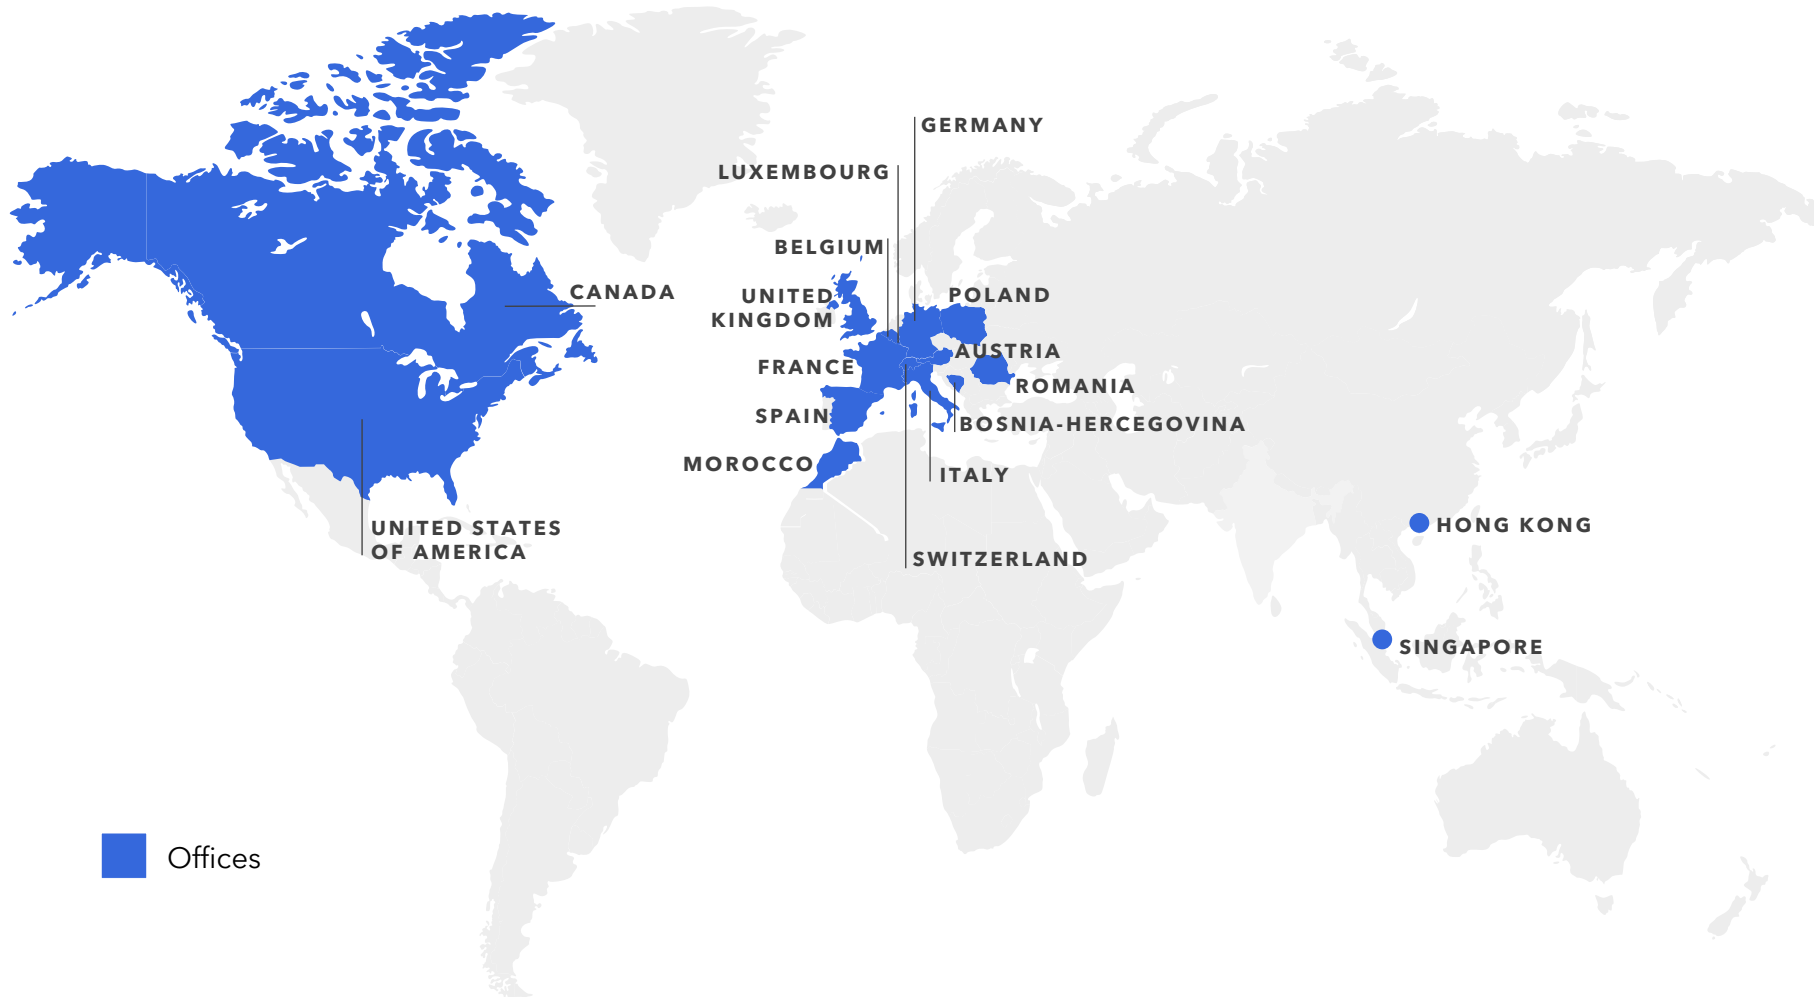 GERMANY
LUXEMBOURG
BELGIUM
CANADA
UNITED
KINGDOM
POLAND
FRANCE
AUSTRIA
ROMANIA
SPAIN
BOSNIA-HERCEGOVINA
MOROCCO
ITALY
UNITED STATES
OF AMERICA
SWITZERLAND
HONG KONG
SINGAPORE
Offices